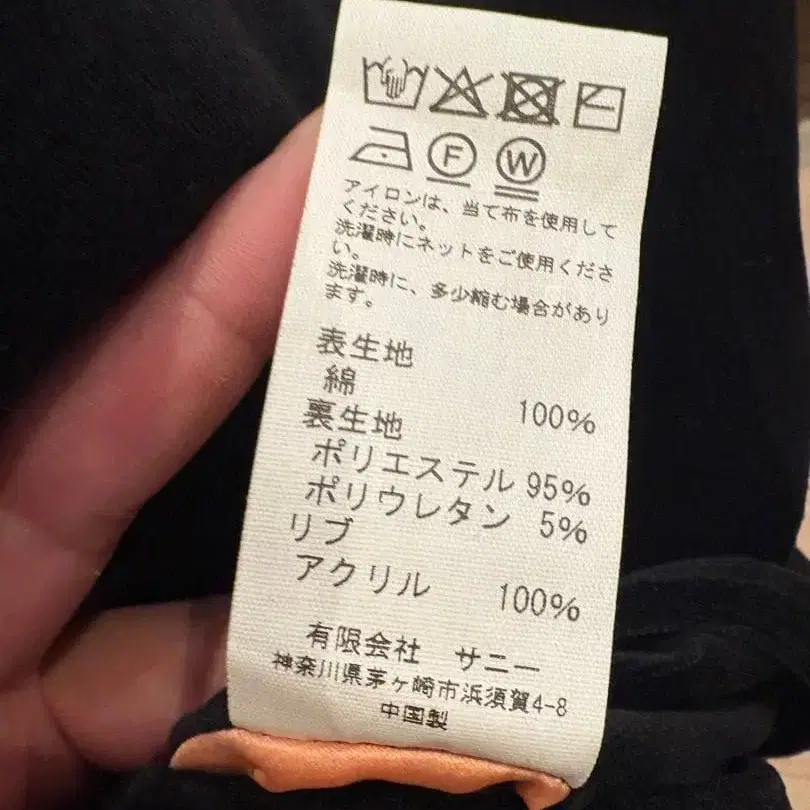 F W
アイロンは、当て布を使用して
ください。
洗濯時にネットをご使用くださ
い。
洗濯時に、多少縮む場合があり
ます。
表生地
綿 100%
裏生地
ポリエステル 95%
ポリウレタン 5%
リブ
アクリル 100%
有限会社 サニー
神奈川県茅ヶ崎市浜須賀4-8
中国製